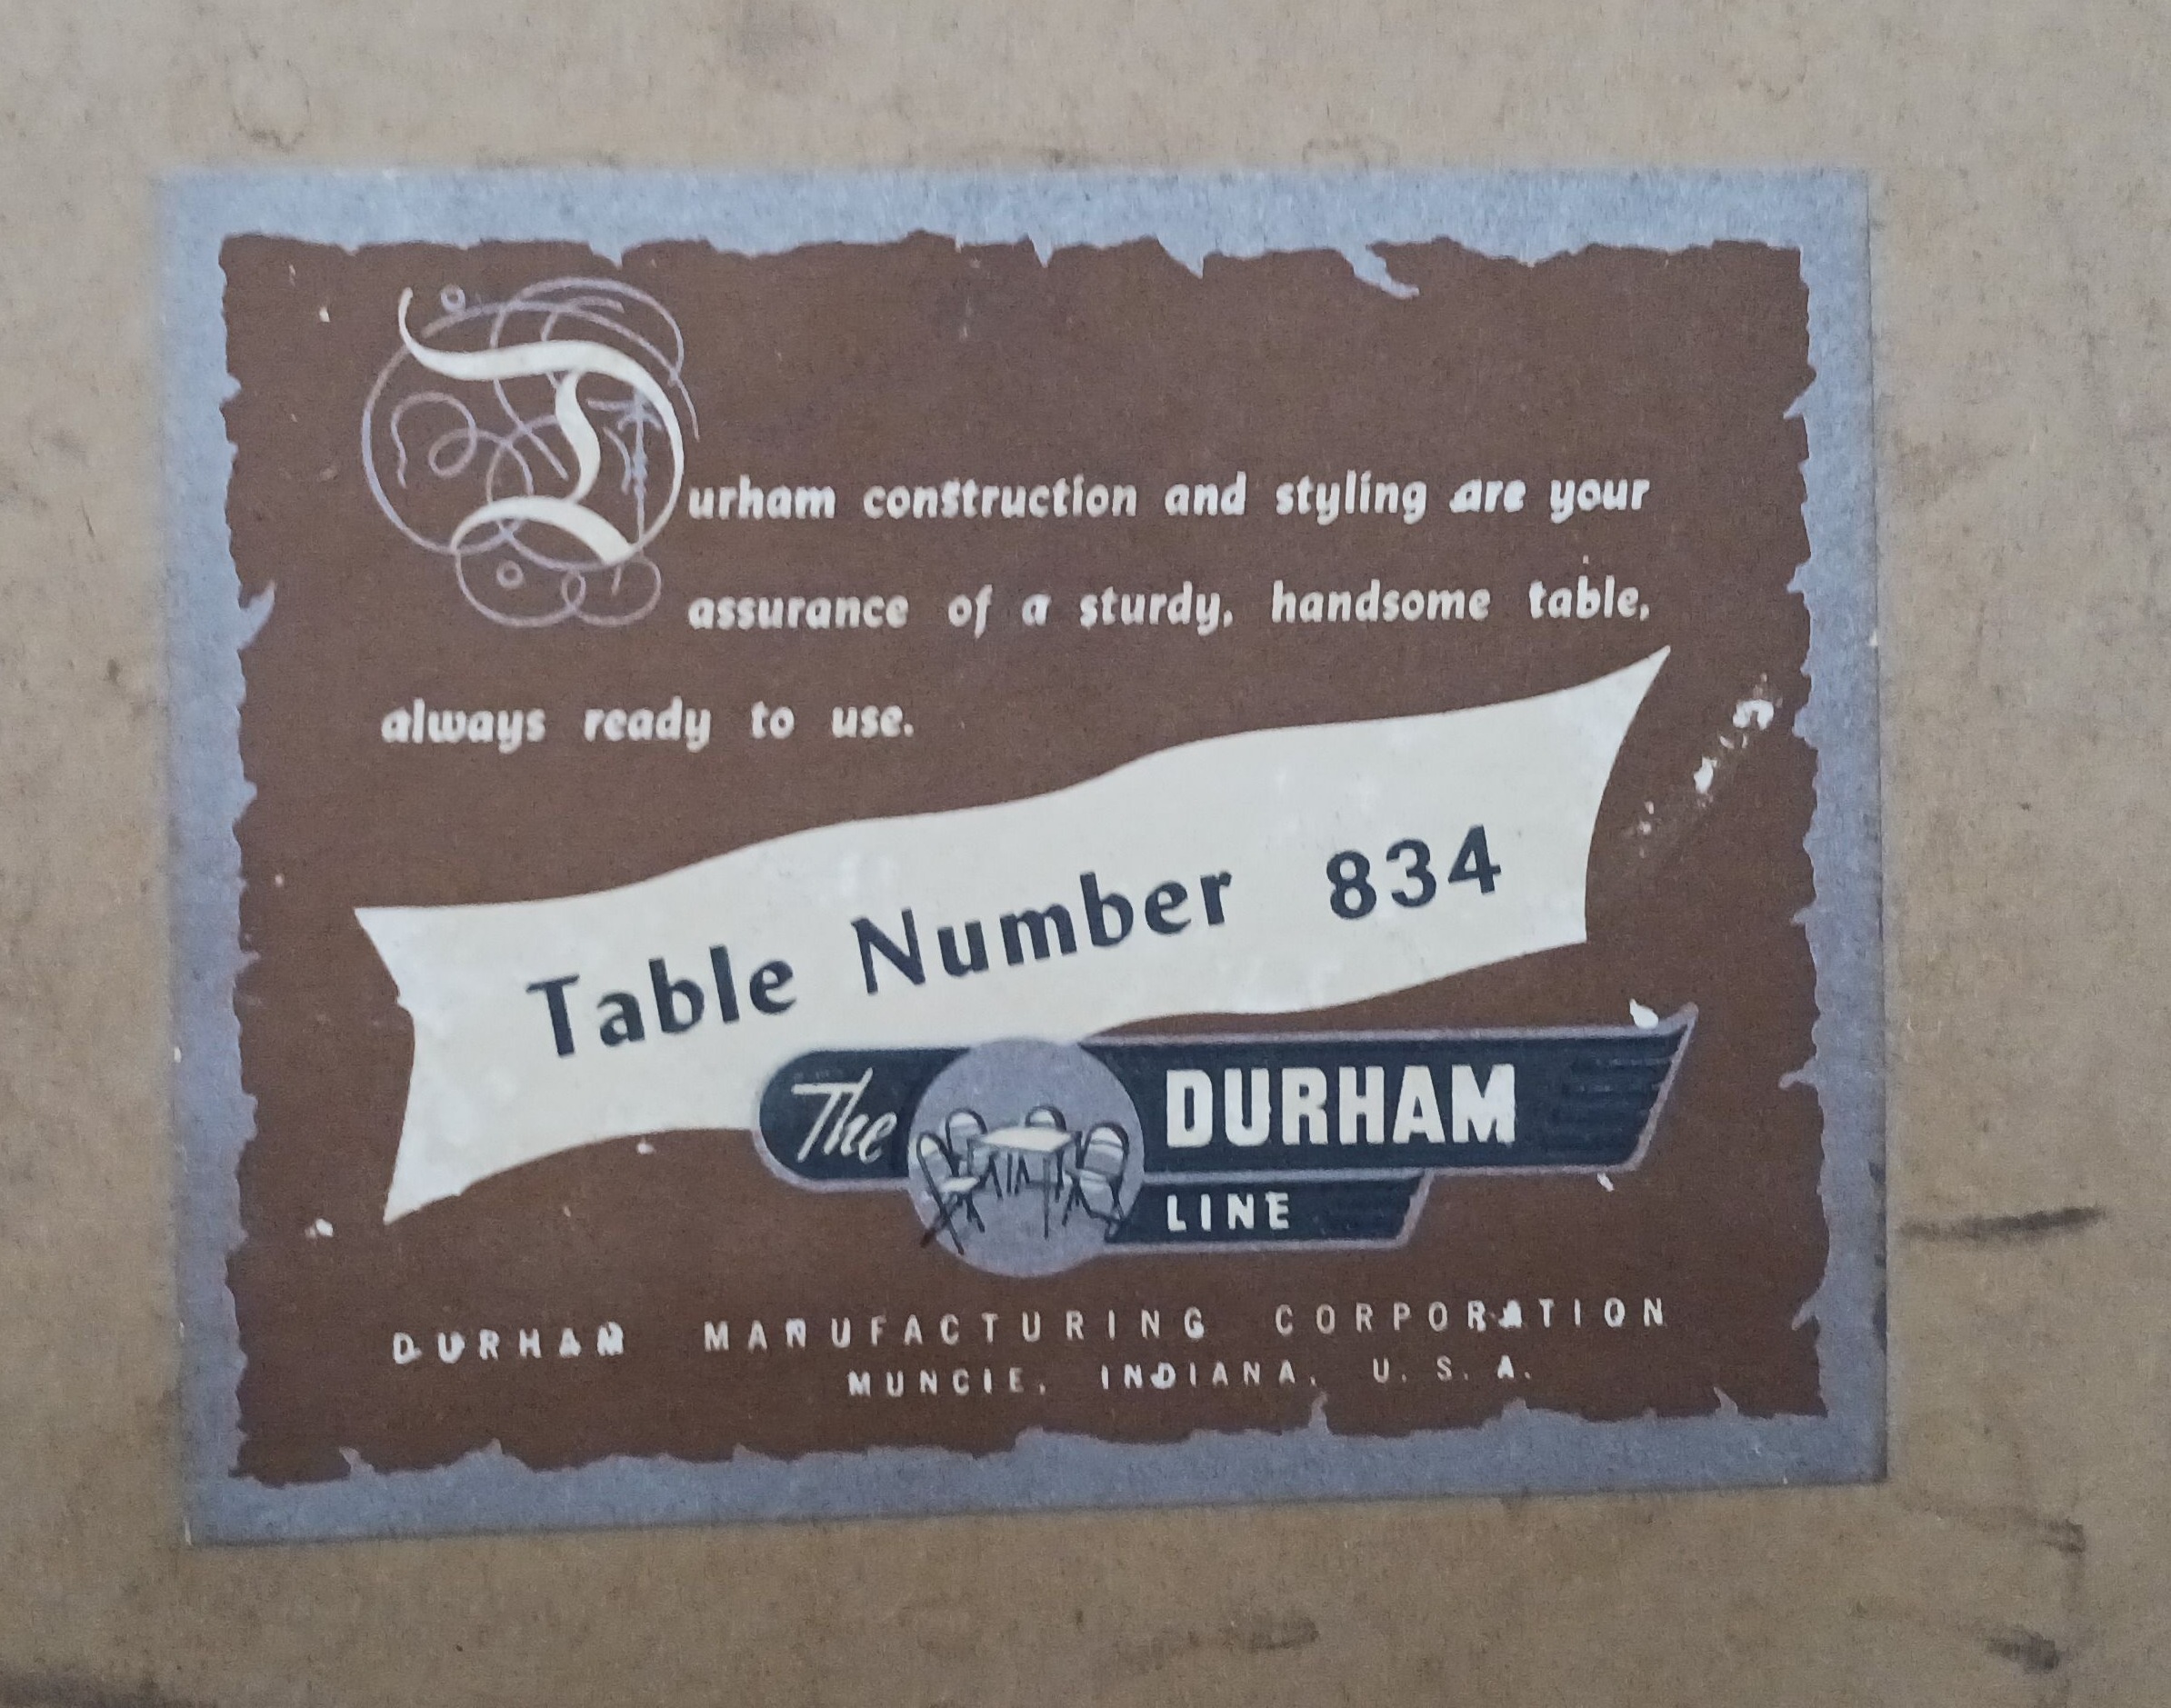 Durham construction and styling are your
assurance of a sturdy, handsome table,
always ready to use.
Table Number 834
The DURHAM
LINE
DURHAM MANUFACTURING CORPORATION
MUNCIE, INDIANA, U. S. A.